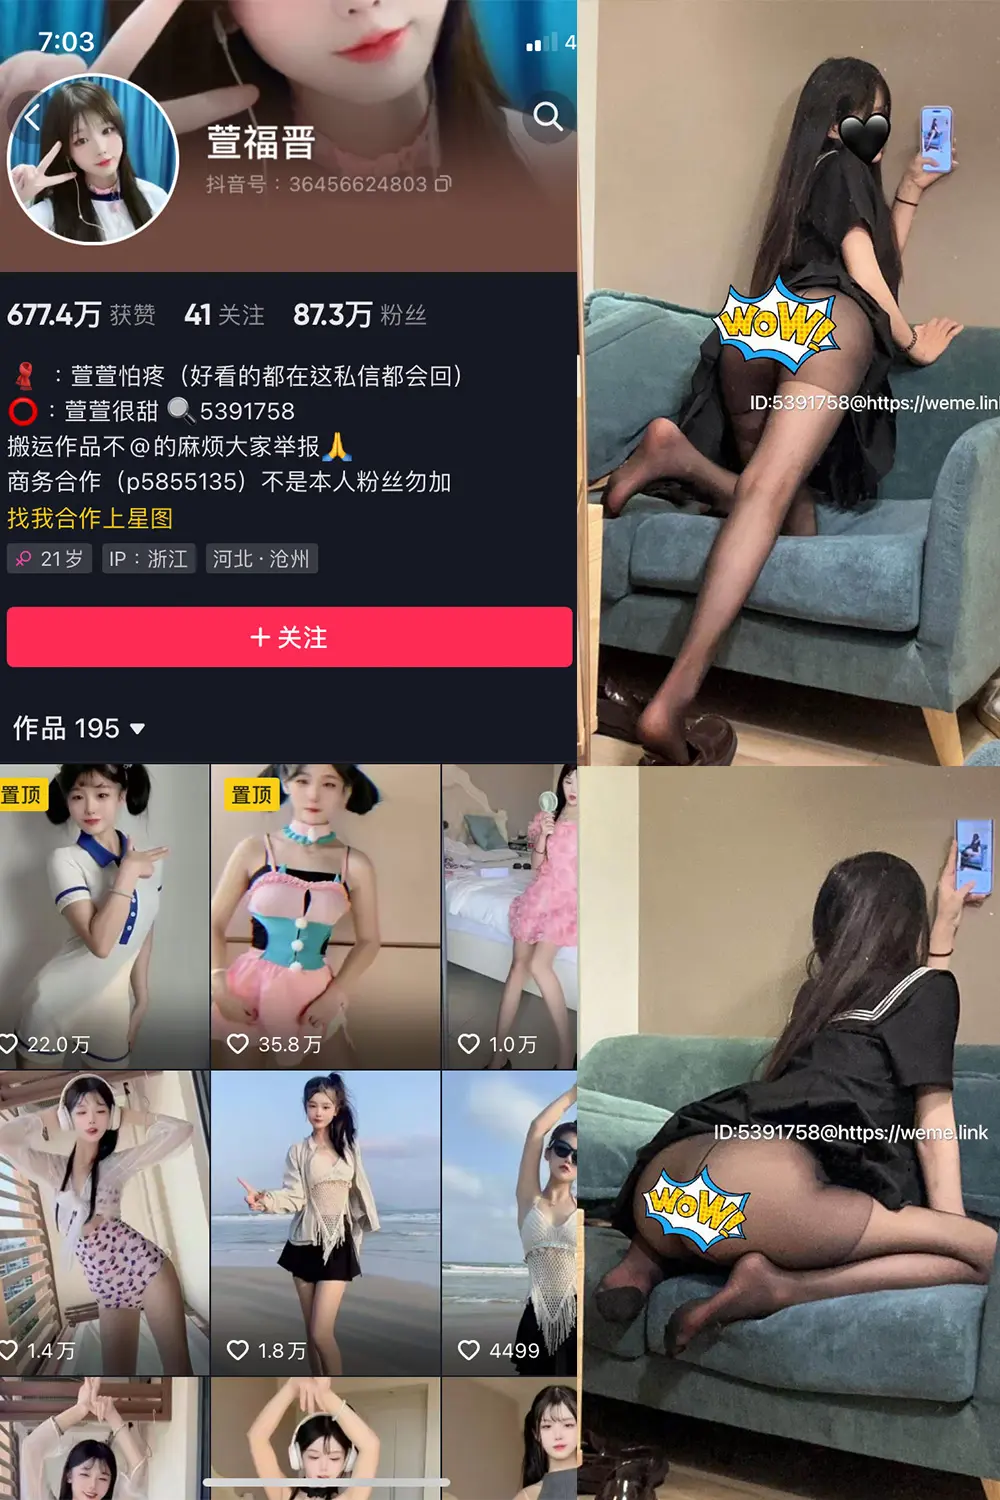 7:03
4
萱福晋
抖音号：36456624803
677.4万 获赞 41 关注 87.3万 粉丝
：萱萱怕疼（好看的都在这私信都会回）
：萱萱很甜 🔍5391758
搬运作品不@的麻烦大家举报🙏
商务合作（p5855135）不是本人粉丝勿加
找我合作上星图
21岁 IP：浙江 河北·沧州
+ 关注
作品 195
置顶 置顶
22.0万 35.8万 1.0万
1.4万 1.8万 4499
WOW!
ID:5391758@https://weme.lin
ID:5391758@https://weme.link
WOW!